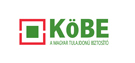 KöBE
A MAGYAR TULAJDONÚ BIZTOSÍTÓ